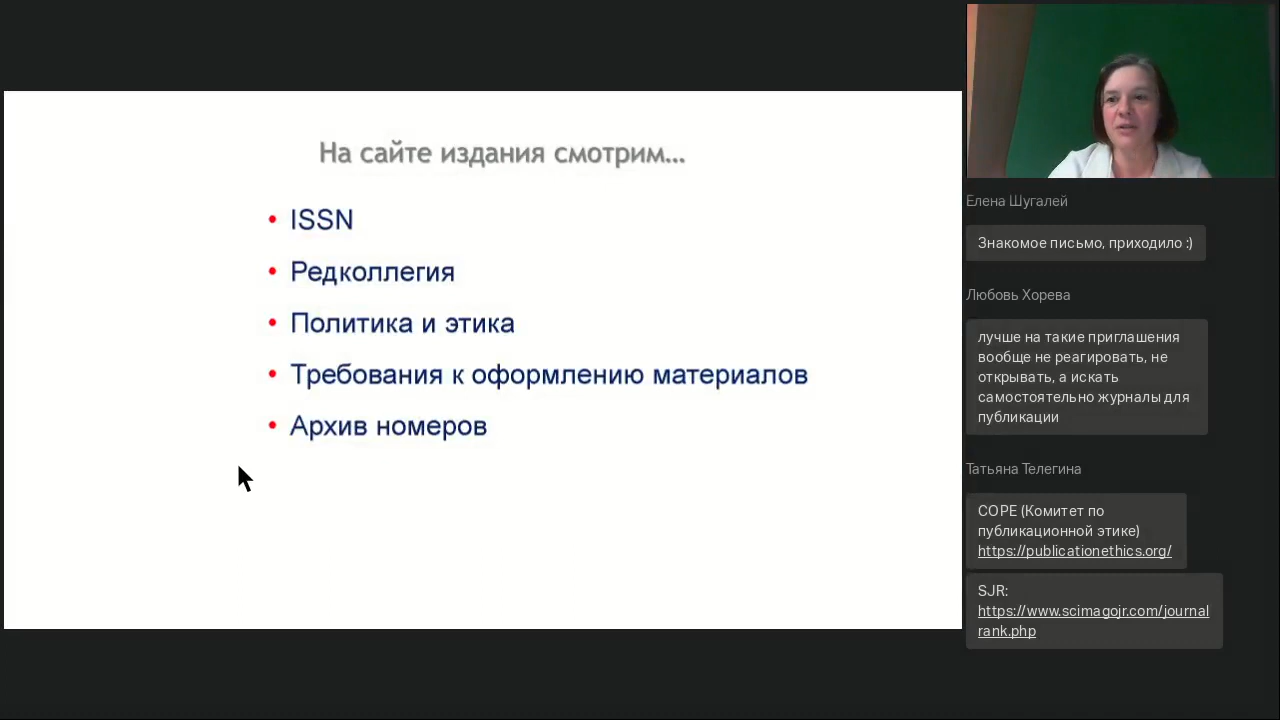 На сайте издания смотрим...
• ISSN
• Редколлегия
• Политика и этика
• Требования к оформлению материалов
• Архив номеров
Елена Шугалей
Знакомое письмо, приходило :)
Любовь Хорева
лучше на такие приглашения
вообще не реагировать, не
открывать, а искать
самостоятельно журналы для
публикации
Татьяна Телегина
COPE (Комитет по
публикационной этике)
https://publicationethics.org/
SJR:
https://www.scimagojr.com/journal
rank.php